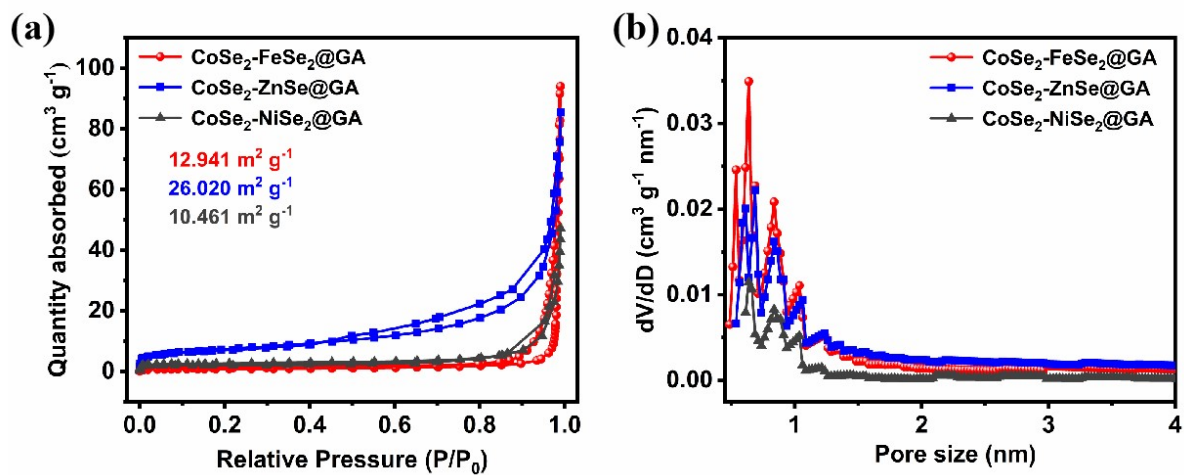 (a)
CoSe₂-FeSe₂@GA
CoSe₂-ZnSe@GA
CoSe₂-NiSe₂@GA
12.941 m² g⁻¹
26.020 m² g⁻¹
10.461 m² g⁻¹
Quantity absorbed (cm³ g⁻¹)
100
80
60
40
20
0
0.0 0.2 0.4 0.6 0.8 1.0
Relative Pressure (P/P₀)
(b)
CoSe₂-FeSe₂@GA
CoSe₂-ZnSe@GA
CoSe₂-NiSe₂@GA
dV/dD (cm³ g⁻¹ nm⁻¹)
0.04
0.03
0.02
0.01
0.00
1 2 3 4
Pore size (nm)